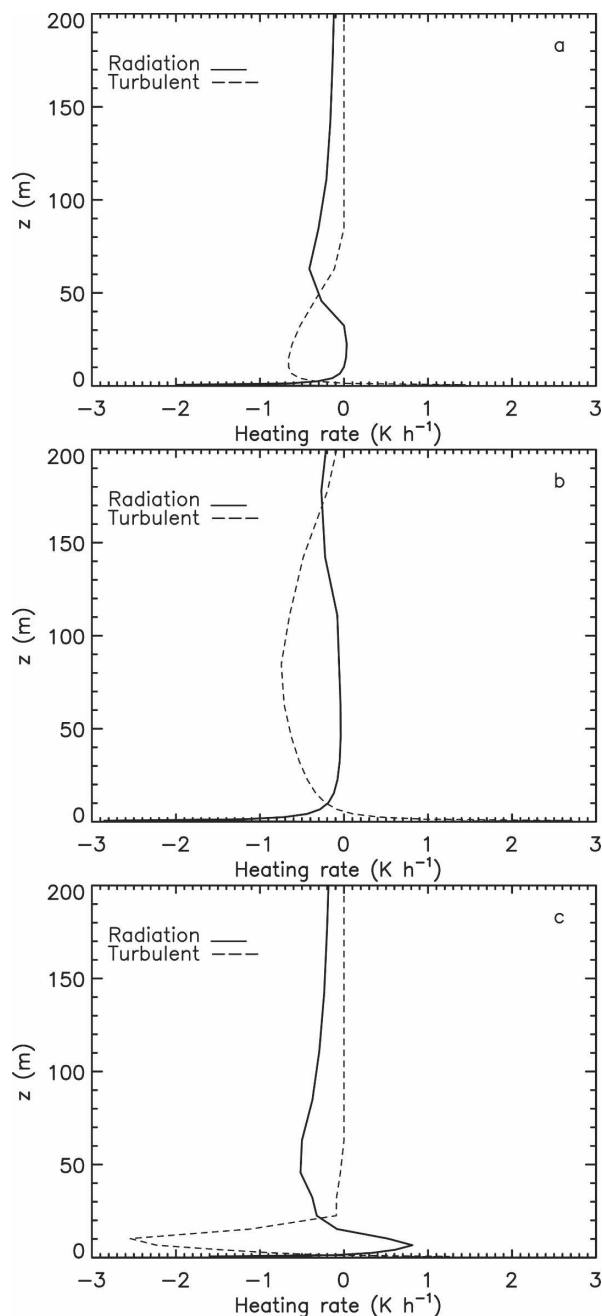 a
Radiation
Turbulent
200
150
100
50
0
z (m)
−3 −2 −1 0 1 2 3
Heating rate (K h⁻¹)
b
Radiation
Turbulent
200
150
100
50
0
z (m)
−3 −2 −1 0 1 2 3
Heating rate (K h⁻¹)
c
Radiation
Turbulent
200
150
100
50
0
z (m)
−3 −2 −1 0 1 2 3
Heating rate (K h⁻¹)